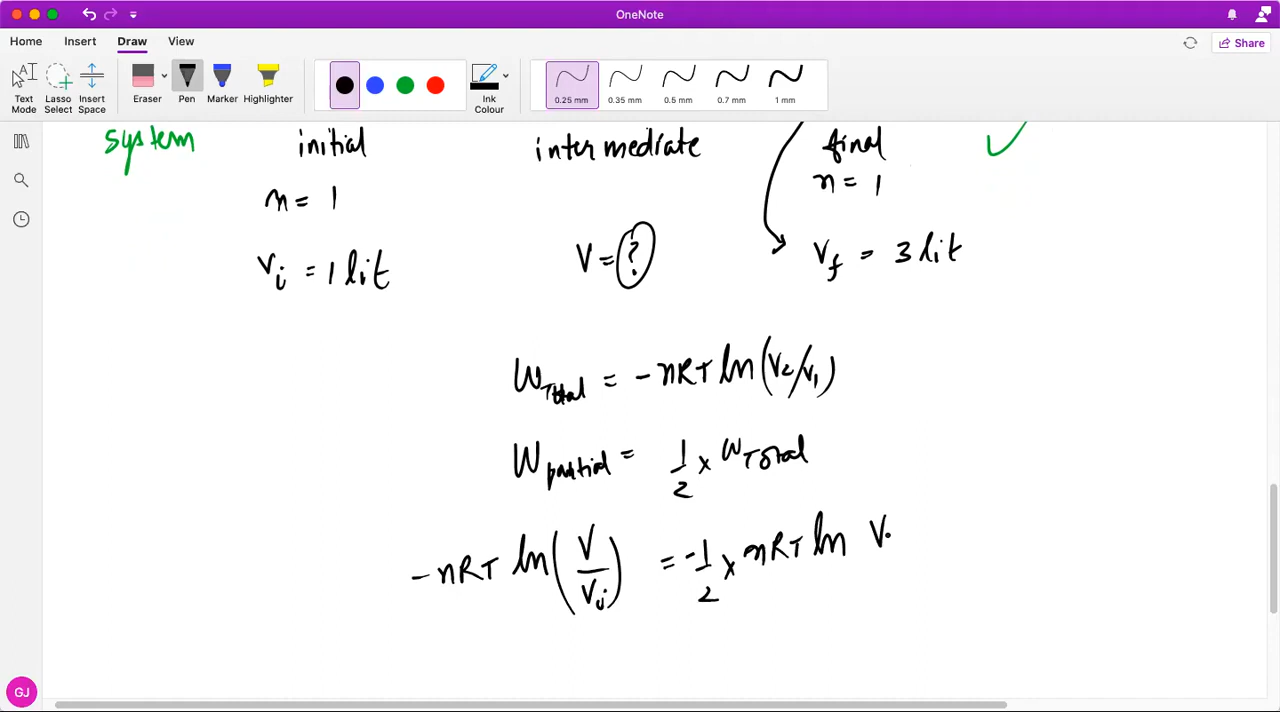 OneNote
Home Insert Draw View
Share
Text Mode
Lasso Select
Insert Space
Eraser
Pen
Marker
Highlighter
Ink Colour
0.25 mm
0.35 mm
0.5 mm
0.7 mm
1 mm
system initial intermediate final
n = 1 n = 1
Vi = 1 lit V = ? Vf = 3 lit
WTotal = -nRT ln(V2/V1)
Wpartial = 1/2 x WTotal
-nRT ln(V/Vi) = -1/2 x nRT ln V
GJ